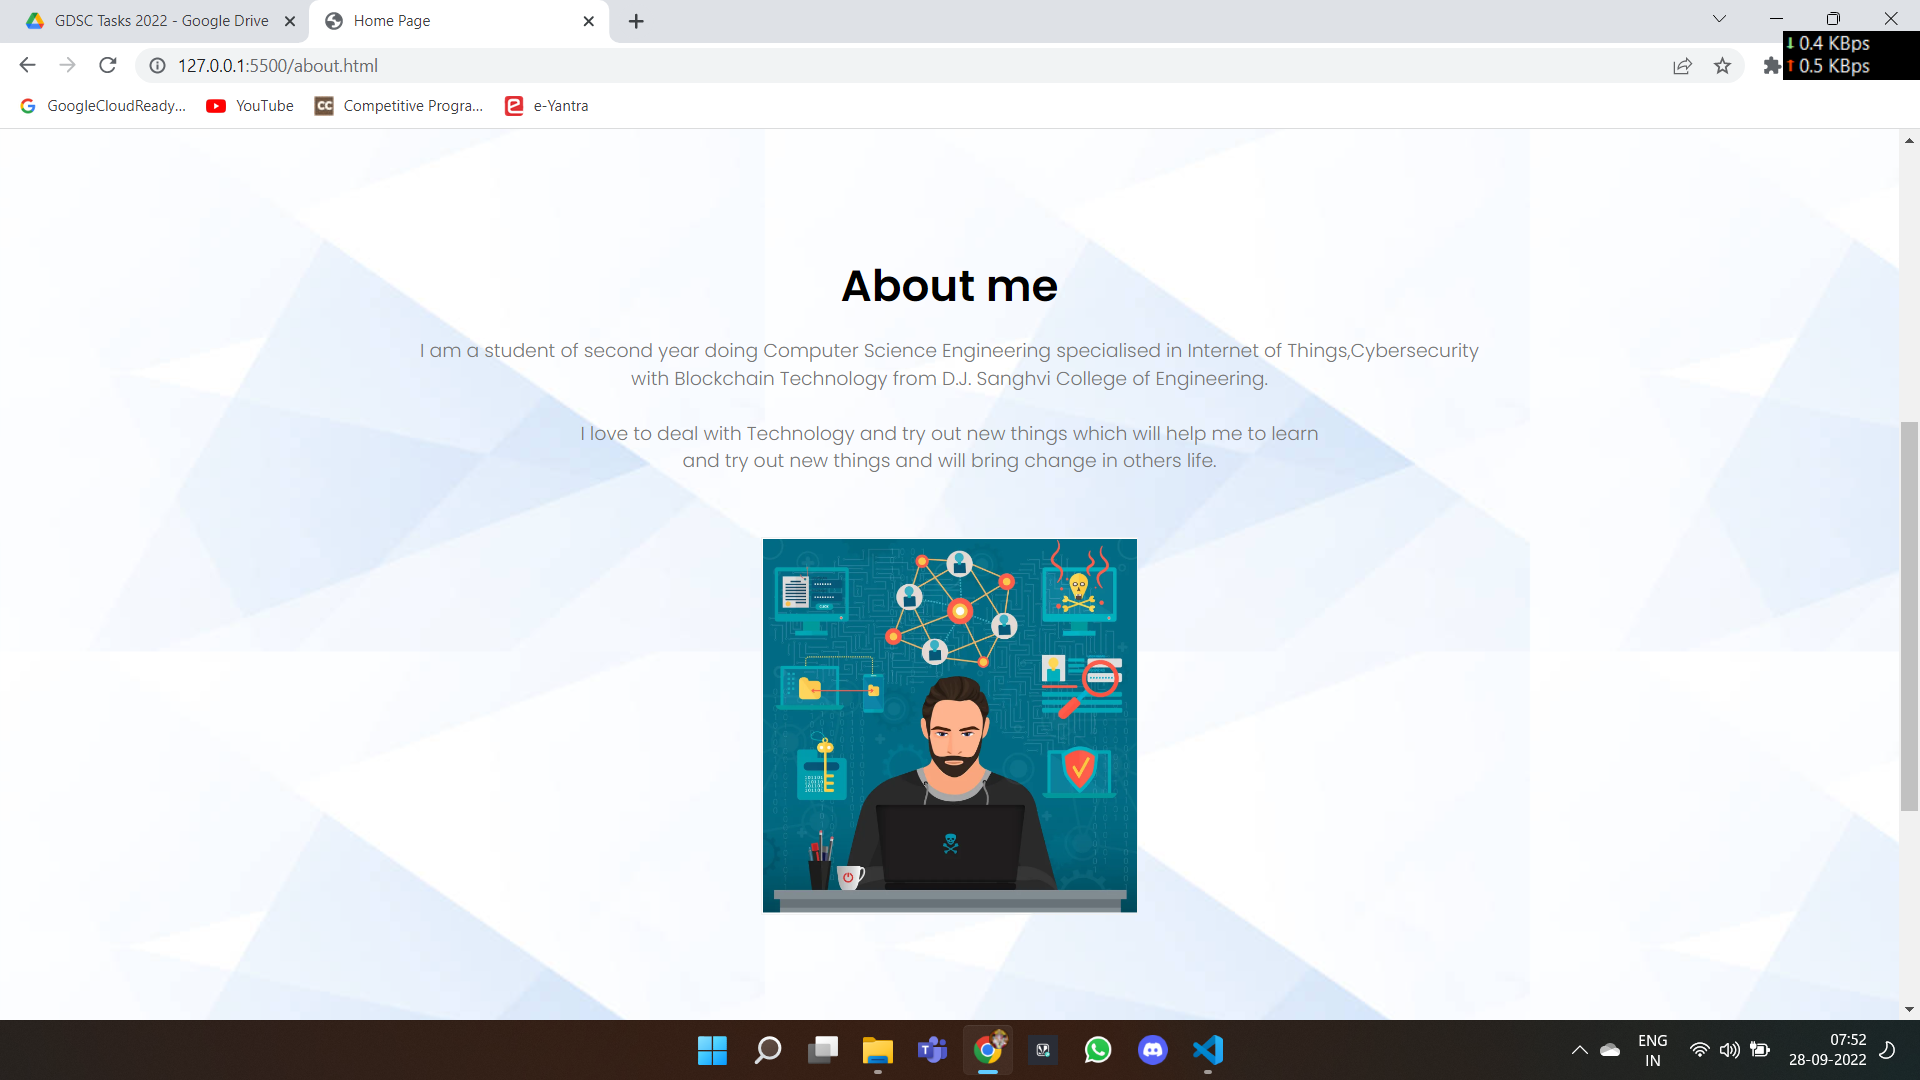 GDSC Tasks 2022 - Google Drive
Home Page
0.4 KBps
127.0.0.1:5500/about.html
0.5 KBps
GoogleCloudReady...
YouTube
CC
Competitive Progra...
e-Yantra
About me
I am a student of second year doing Computer Science Engineering specialised in Internet of Things,Cybersecurity
with Blockchain Technology from D.J. Sanghvi College of Engineering.
I love to deal with Technology and try out new things which will help me to learn
and try out new things and will bring change in others life.
ENG
IN
07:52
28-09-2022